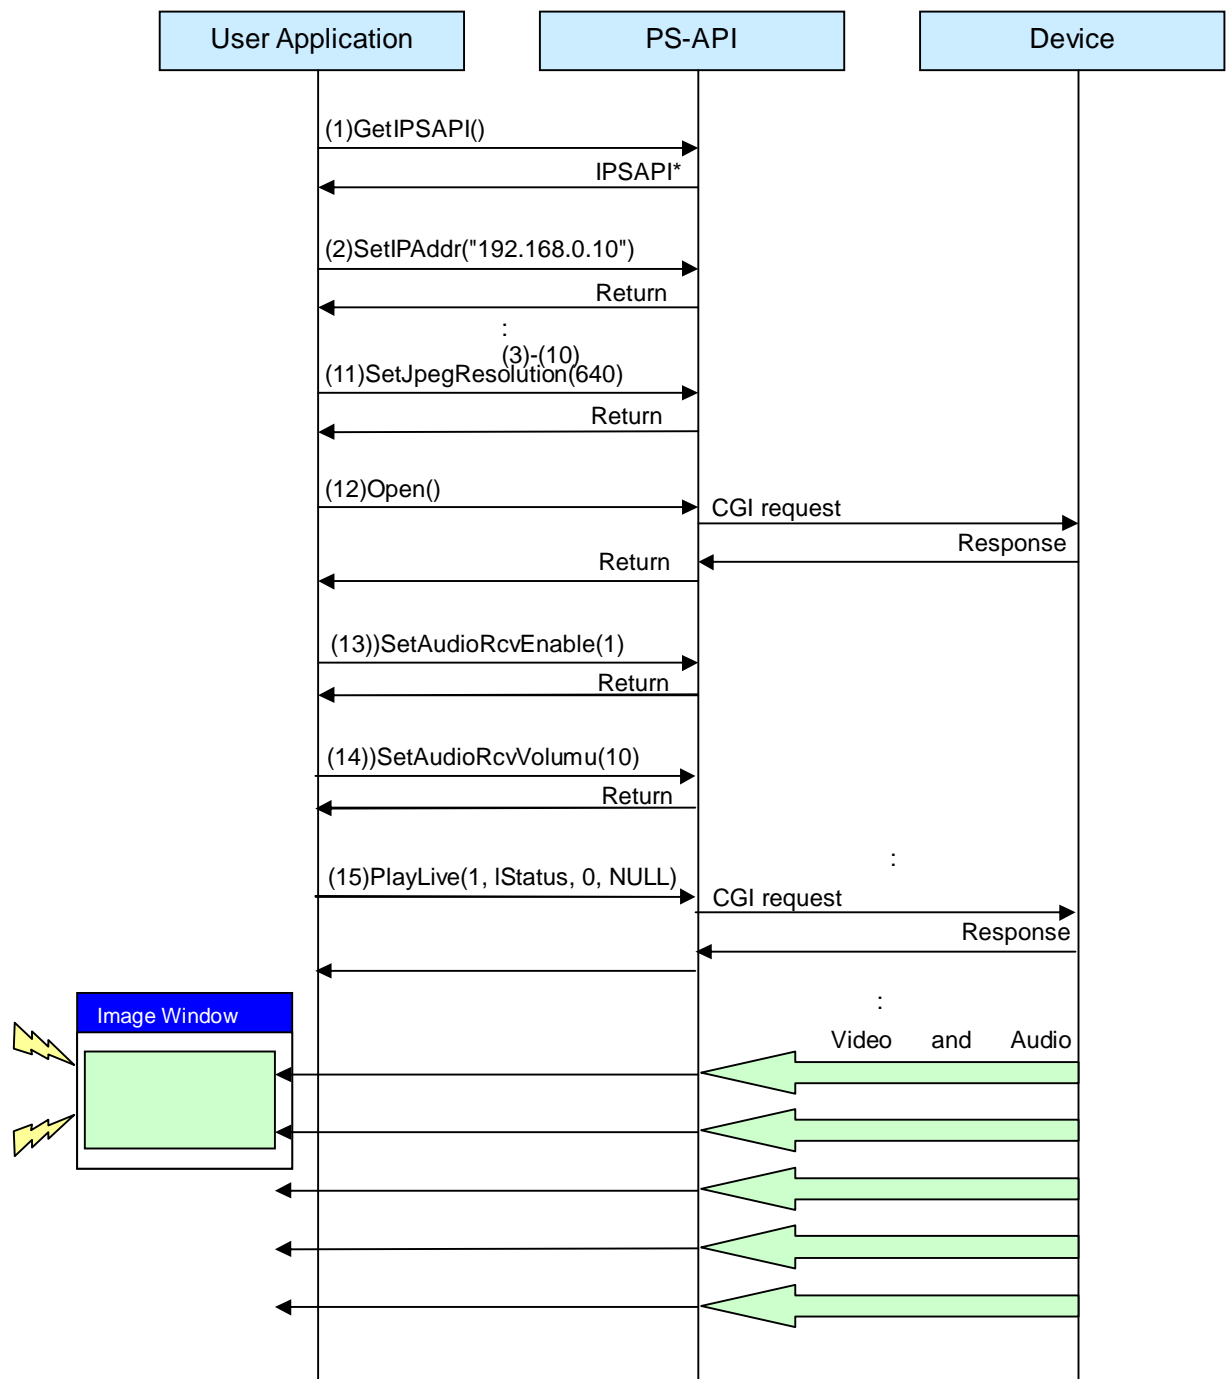 User Application
PS-API
Device
(1)GetIPSAPI()
IPSAPI*
(2)SetIPAddr("192.168.0.10")
Return
:
(3)-(10)
(11)SetJpegResolution(640)
Return
(12)Open()
CGI request
Response
Return
(13))SetAudioRcvEnable(1)
Return
(14))SetAudioRcvVolumu(10)
Return
:
(15)PlayLive(1, lStatus, 0, NULL)
CGI request
Response
:
Image Window
Video and Audio